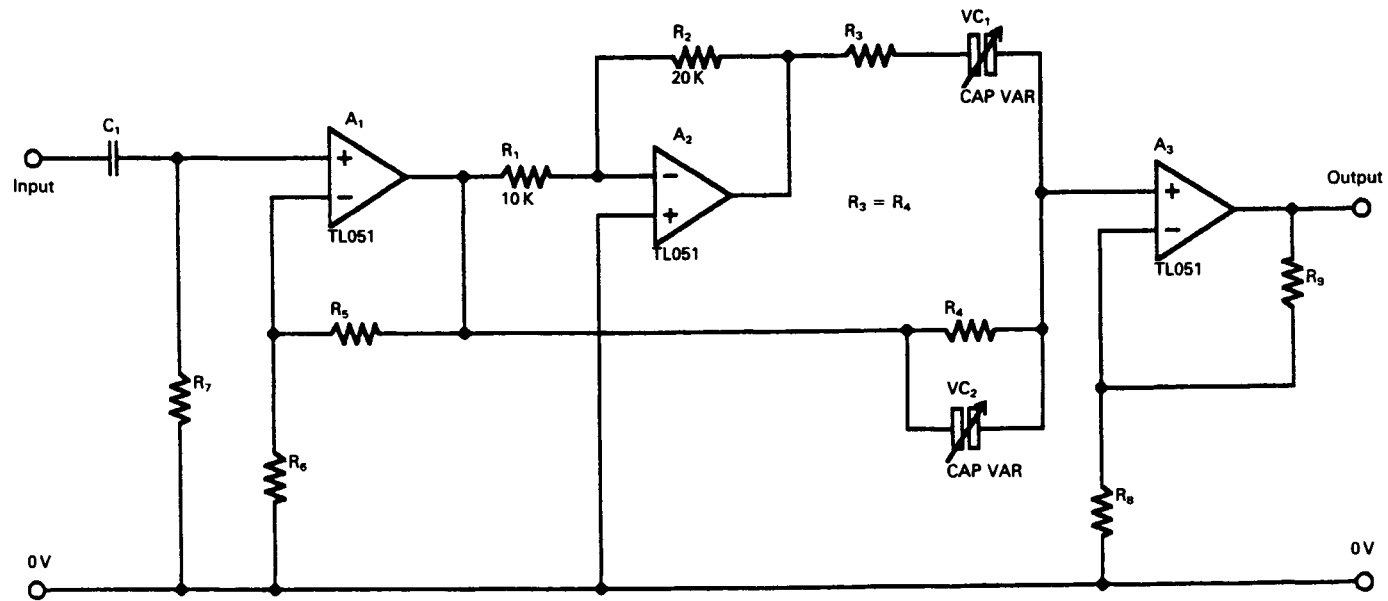 VC₁
R₂
R₃
20 K
CAP VAR
C₁
A₁
R₁
A₂
A₃
Input
+
−
10 K
−
+
R₃ = R₄
+
−
Output
TL051
TL051
TL051
R₅
R₄
R₉
R₇
VC₂
CAP VAR
R₆
R₈
0 V
0 V